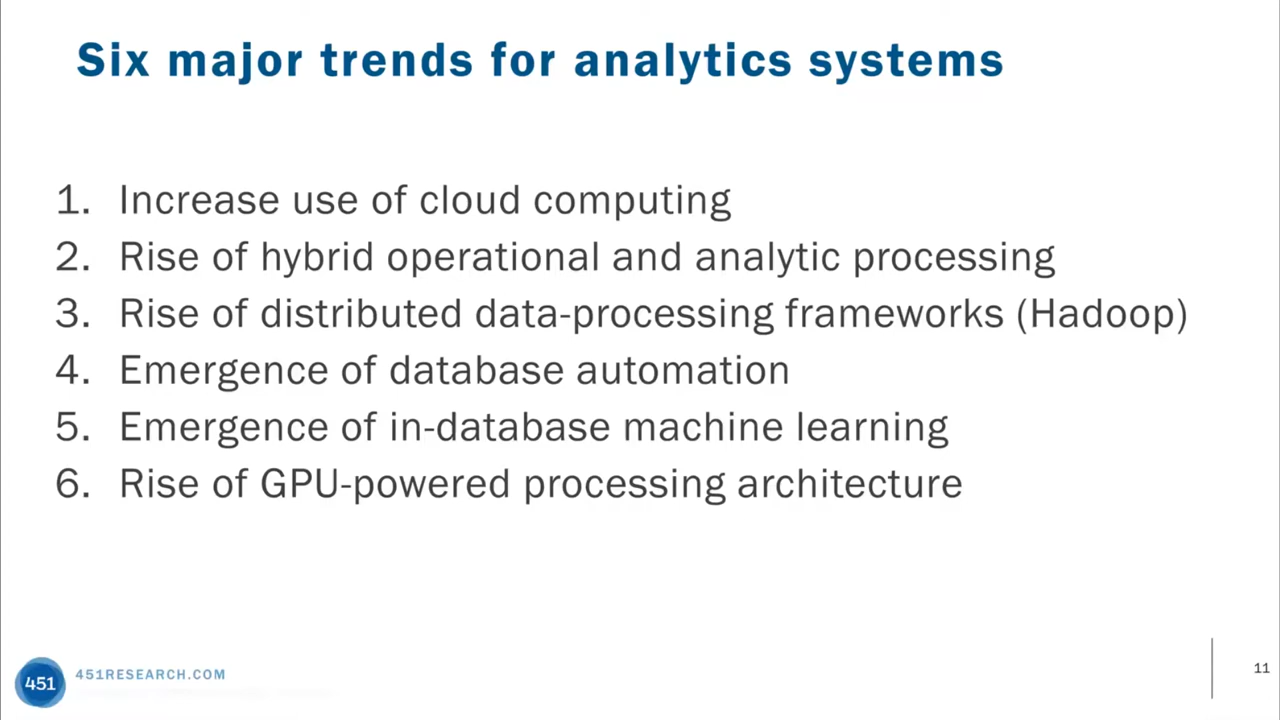 Six major trends for analytics systems
1. Increase use of cloud computing
2. Rise of hybrid operational and analytic processing
3. Rise of distributed data-processing frameworks (Hadoop)
4. Emergence of database automation
5. Emergence of in-database machine learning
6. Rise of GPU-powered processing architecture
451
451RESEARCH.COM
11